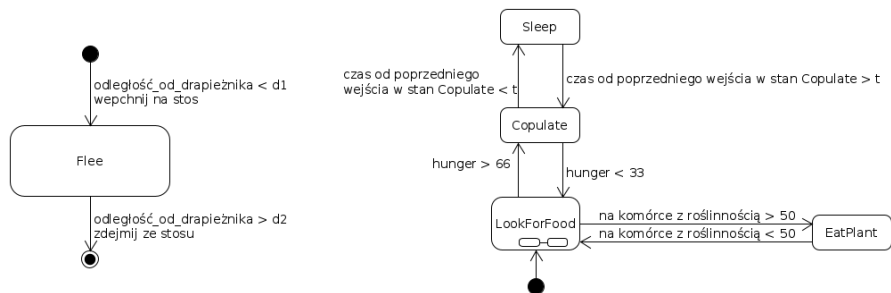 odległość_od_drapieżnika < d1
wepchnij na stos
Flee
odległość_od_drapieżnika > d2
zdejmij ze stosu
Sleep
czas od poprzedniego
wejścia w stan Copulate < t
czas od poprzedniego wejścia w stan Copulate > t
Copulate
hunger > 66
hunger < 33
LookForFood
na komórce z roślinnością > 50
na komórce z roślinnością < 50
EatPlant